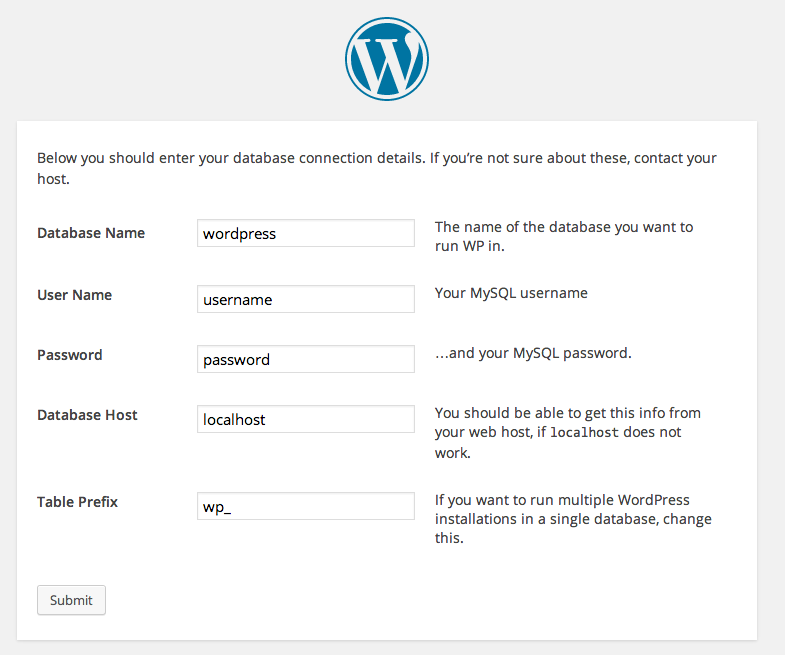 Below you should enter your database connection details. If you’re not sure about these, contact your
host.
Database Name
wordpress
The name of the database you want to
run WP in.
User Name
username
Your MySQL username
Password
password
…and your MySQL password.
Database Host
localhost
You should be able to get this info from
your web host, if localhost does not
work.
Table Prefix
wp_
If you want to run multiple WordPress
installations in a single database, change
this.
Submit